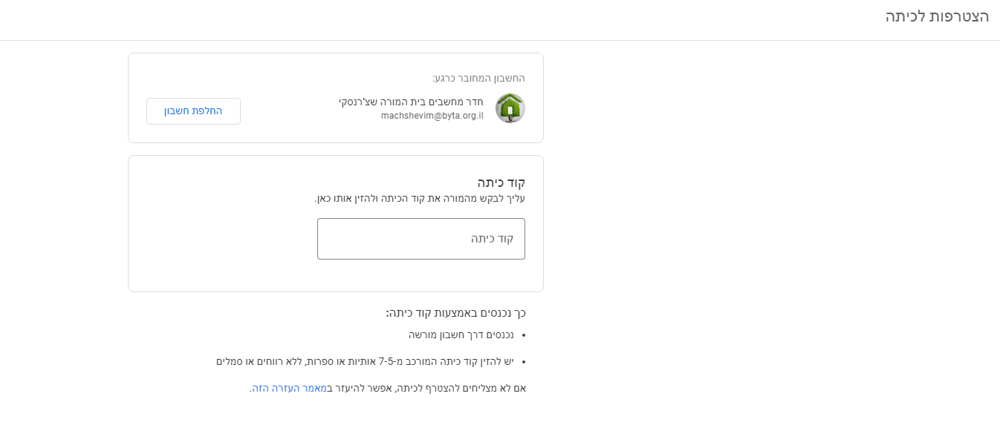 הצטרפות לכיתה
החשבון המחובר כרגע:
חדר מחשבים בית המורה שצ'רנסקי
machshevim@byta.org.il
החלפת חשבון
קוד כיתה
עליך לבקש מהמורה את קוד הכיתה ולהזין אותו כאן.
קוד כיתה
כך נכנסים באמצעות קוד כיתה:
• נכנסים דרך חשבון מורשה
• יש להזין קוד כיתה המורכב מ-7-5 אותיות או ספרות, ללא רווחים או סמלים
אם לא מצליחים להצטרף לכיתה, אפשר להיעזר במאמר העזרה הזה.